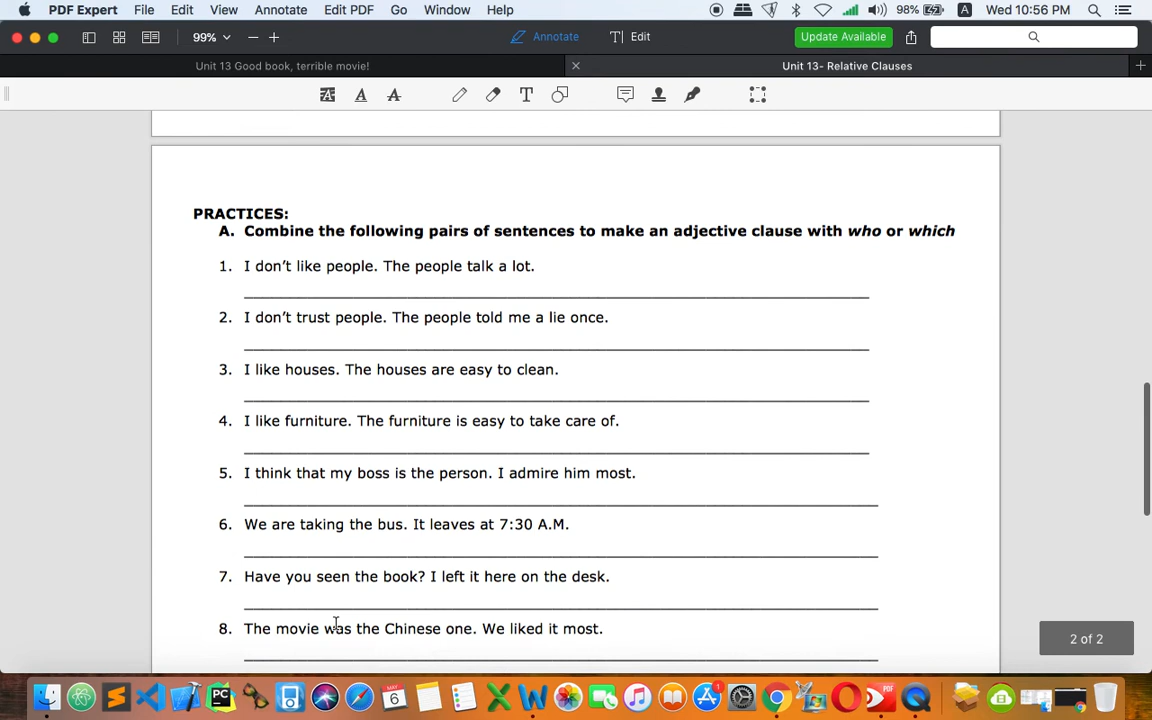 PDF Expert File Edit View Annotate Edit PDF Go Window Help 98% A Wed 10:56 PM
99% Annotate Edit Update Available
Unit 13 Good book, terrible movie! Unit 13- Relative Clauses
PRACTICES:
A. Combine the following pairs of sentences to make an adjective clause with who or which
1. I don't like people. The people talk a lot.
2. I don't trust people. The people told me a lie once.
3. I like houses. The houses are easy to clean.
4. I like furniture. The furniture is easy to take care of.
5. I think that my boss is the person. I admire him most.
6. We are taking the bus. It leaves at 7:30 A.M.
7. Have you seen the book? I left it here on the desk.
8. The movie was the Chinese one. We liked it most.
2 of 2